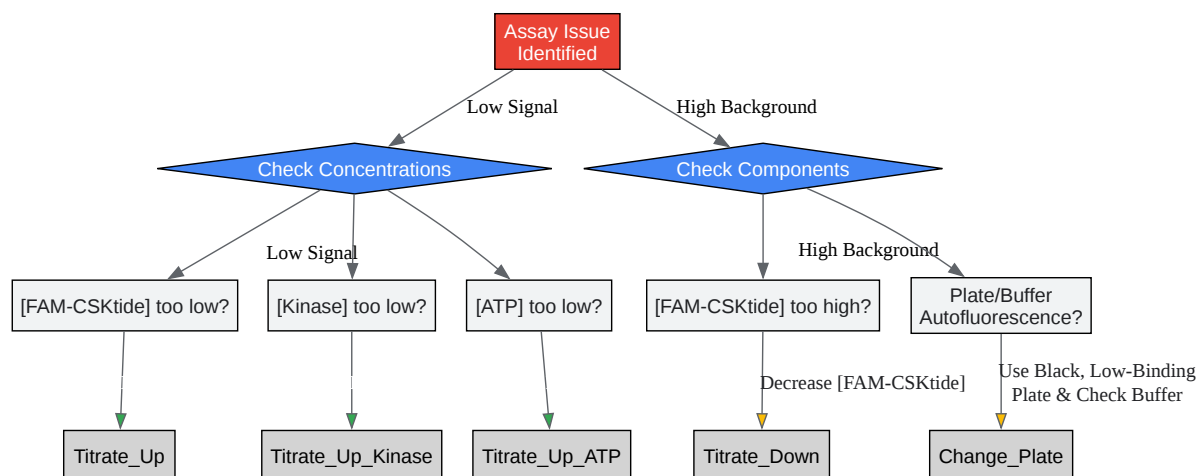 Assay Issue
Identified
Low Signal
High Background
Check Concentrations
Check Components
Low Signal
High Background
[FAM-CSKtide] too low?
[Kinase] too low?
[ATP] too low?
[FAM-CSKtide] too high?
Plate/Buffer
Autofluorescence?
Decrease [FAM-CSKtide]
Use Black, Low-Binding
Plate & Check Buffer
Titrate_Up
Titrate_Up_Kinase
Titrate_Up_ATP
Titrate_Down
Change_Plate